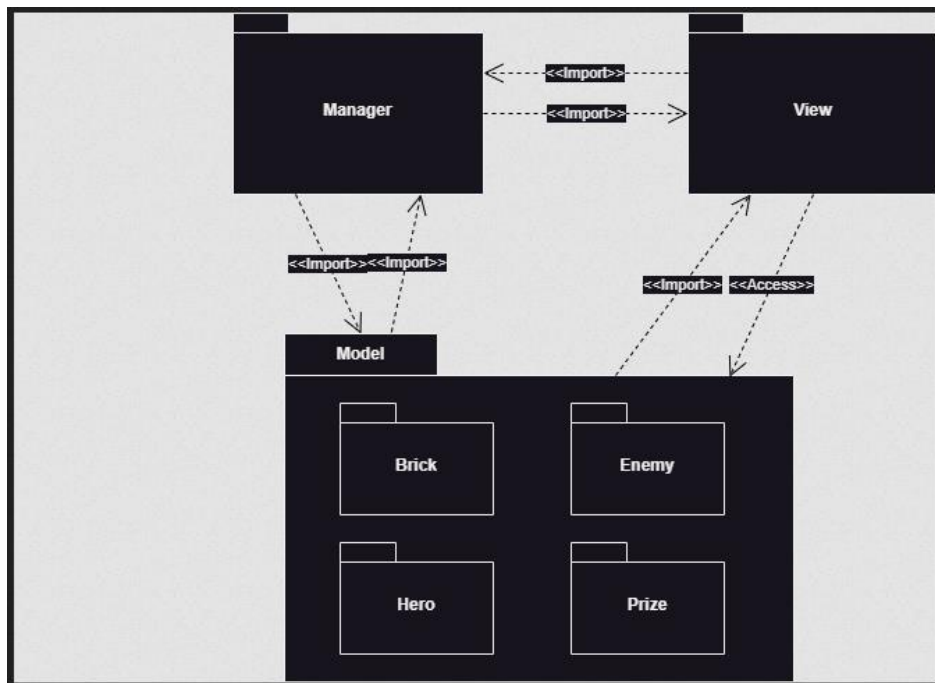 <<Import>>
Manager
<<Import>>
View
<<Import>>
<<Import>>
<<Import>>
<<Access>>
Model
Brick
Enemy
Hero
Prize